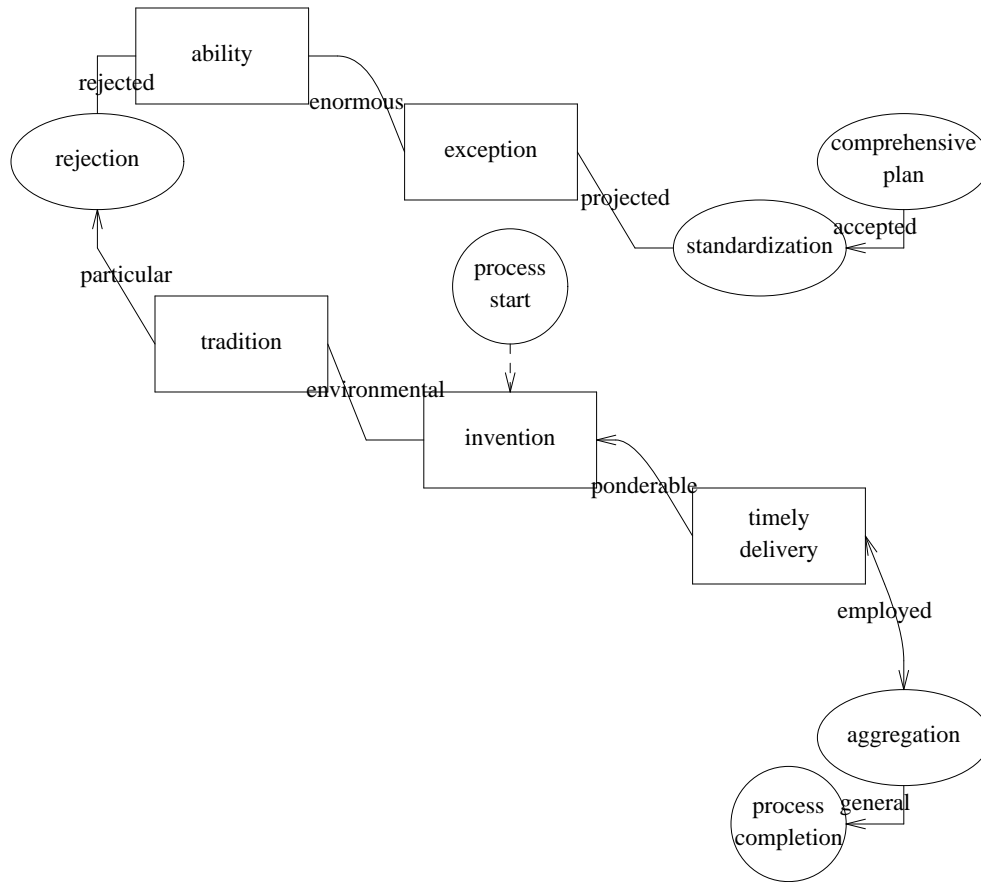 ability
rejected
enormous
rejection
exception
comprehensive
plan
projected
accepted
standardization
process
start
particular
tradition
environmental
invention
ponderable
timely
delivery
employed
aggregation
general
process
completion